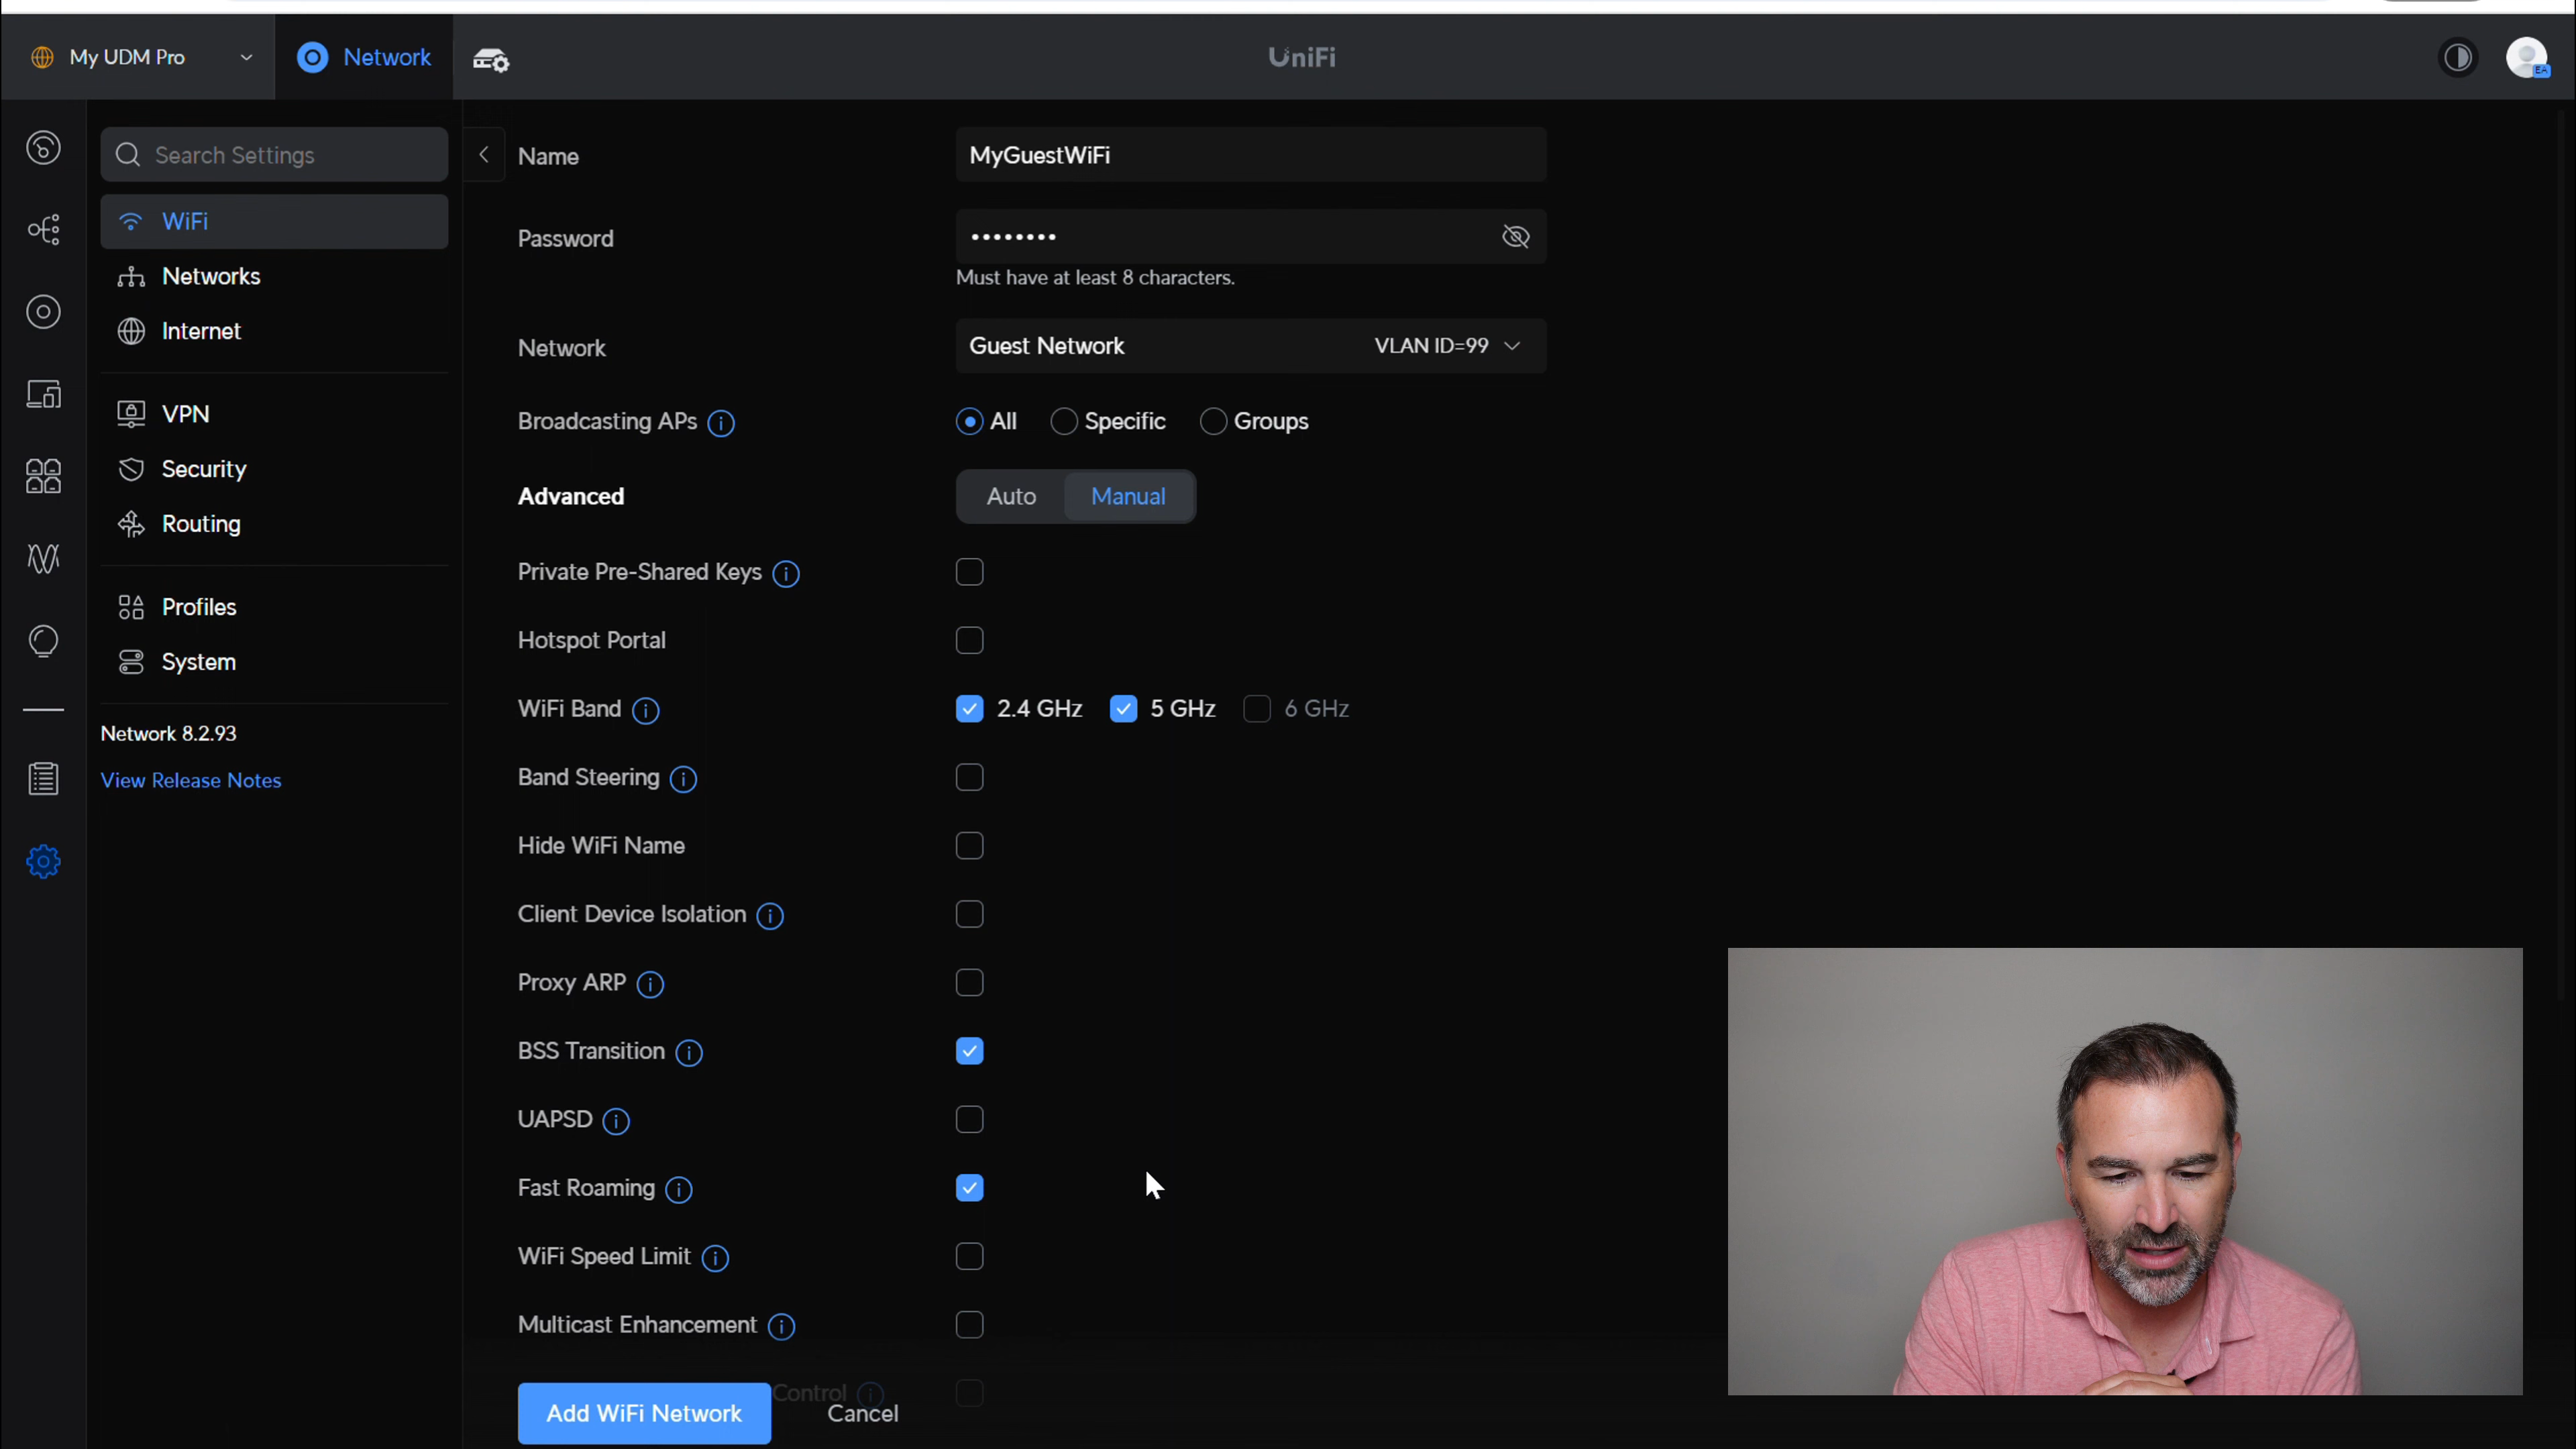 My UDM Pro
Network
UniFi
EA
Search Settings
WiFi
Networks
Internet
VPN
Security
Routing
Profiles
System
Network 8.2.93
View Release Notes
Name MyGuestWiFi
Password ••••••••
Must have at least 8 characters.
Network Guest Network VLAN ID=99
Broadcasting APs All Specific Groups
Advanced Auto Manual
Private Pre-Shared Keys
Hotspot Portal
WiFi Band 2.4 GHz 5 GHz 6 GHz
Band Steering
Hide WiFi Name
Client Device Isolation
Proxy ARP
BSS Transition
UAPSD
Fast Roaming
WiFi Speed Limit
Multicast Enhancement
Control
Add WiFi Network Cancel